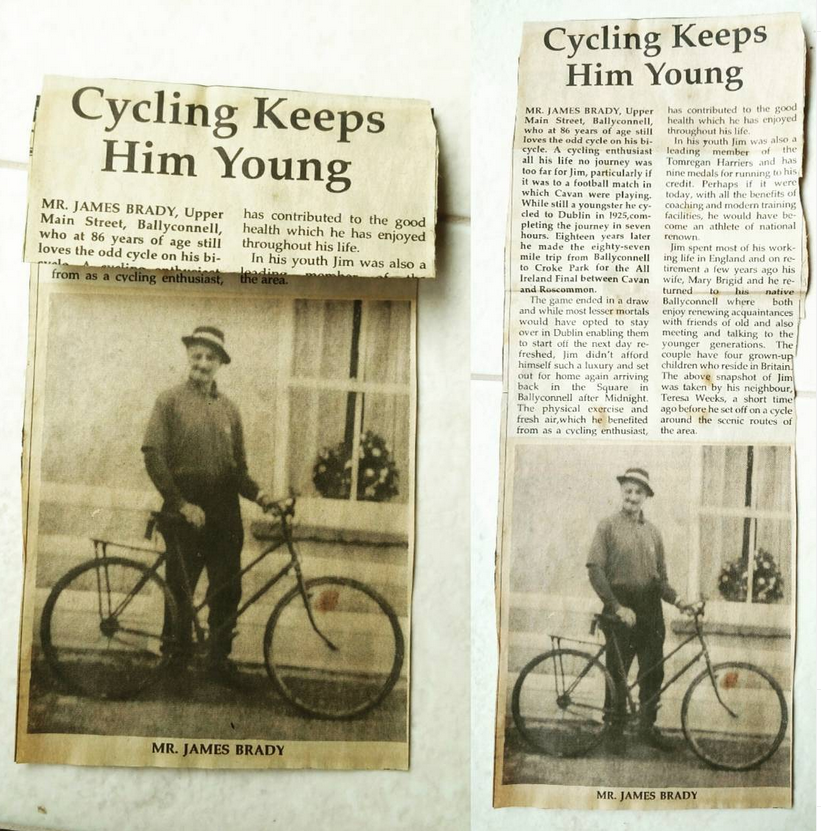 Cycling Keeps
Him Young
MR. JAMES BRADY, Upper
Main Street, Ballyconnell,
who at 86 years of age still
loves the odd cycle on his bi-
cycle. A cycling enthusiast
from as a cycling enthusiast,
has contributed to the good
health which he has enjoyed
throughout his life.
In his youth Jim was also a
leading member of the
the area.
MR. JAMES BRADY
Cycling Keeps
Him Young
MR. JAMES BRADY, Upper
Main Street, Ballyconnell,
who at 86 years of age still
loves the odd cycle on his bi-
cycle. A cycling enthusiast
all his life no journey was
too far for Jim, particularly if
it was to a football match in
which Cavan were playing.
While still a youngster he cy-
cled to Dublin in 1925,com-
pleting the journey in seven
hours. Eighteen years later
he made the eighty-seven
mile trip from Ballyconnell
to Croke Park for the All
Ireland Final between Cavan
and Roscommon.
The game ended in a draw
and while most lesser mortals
would have opted to stay
over in Dublin enabling them
to start off the next day re-
freshed, Jim didn't afford
himself such a luxury and set
out for home again arriving
back in the Square in
Ballyconnell after Midnight.
The physical exercise and
fresh air,which he benefited
from as a cycling enthusiast,
has contributed to the good
health which he has enjoyed
throughout his life.
In his youth Jim was also a
leading member of the
Tomregan Harriers and has
nine medals for running to his
credit. Perhaps if it were
today, with all the benefits of
coaching and modern training
facilities, he would have be-
come an athlete of national
renown.
Jim spent most of his work-
ing life in England and on re-
tirement a few years ago his
wife, Mary Brigid and he re-
turned to his native
Ballyconnell where both
enjoy renewing acquaintances
with friends of old and also
meeting and talking to the
younger generations. The
couple have four grown-up
children who reside in Britain.
The above snapshot of Jim
was taken by his neighbour,
Teresa Weeks, a short time
ago before he set off on a cycle
around the scenic routes of
the area.
MR. JAMES BRADY